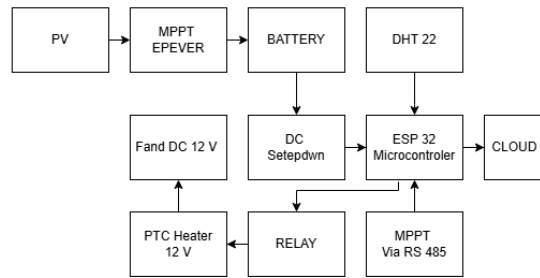 PV
MPPT
EPEVER
BATTERY
DHT 22
Fand DC 12 V
DC
Setepdwn
ESP 32
Microcontroler
CLOUD
PTC Heater
12 V
RELAY
MPPT
Via RS 485